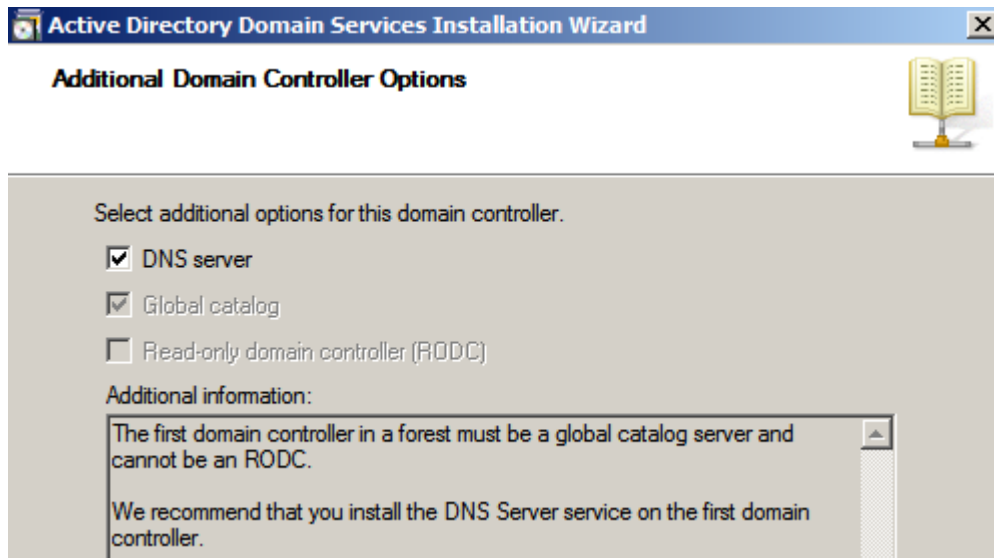 Active Directory Domain Services Installation Wizard
Additional Domain Controller Options
Select additional options for this domain controller.
DNS server
Global catalog
Read-only domain controller (RODC)
Additional information:
The first domain controller in a forest must be a global catalog server and
cannot be an RODC.
We recommend that you install the DNS Server service on the first domain
controller.